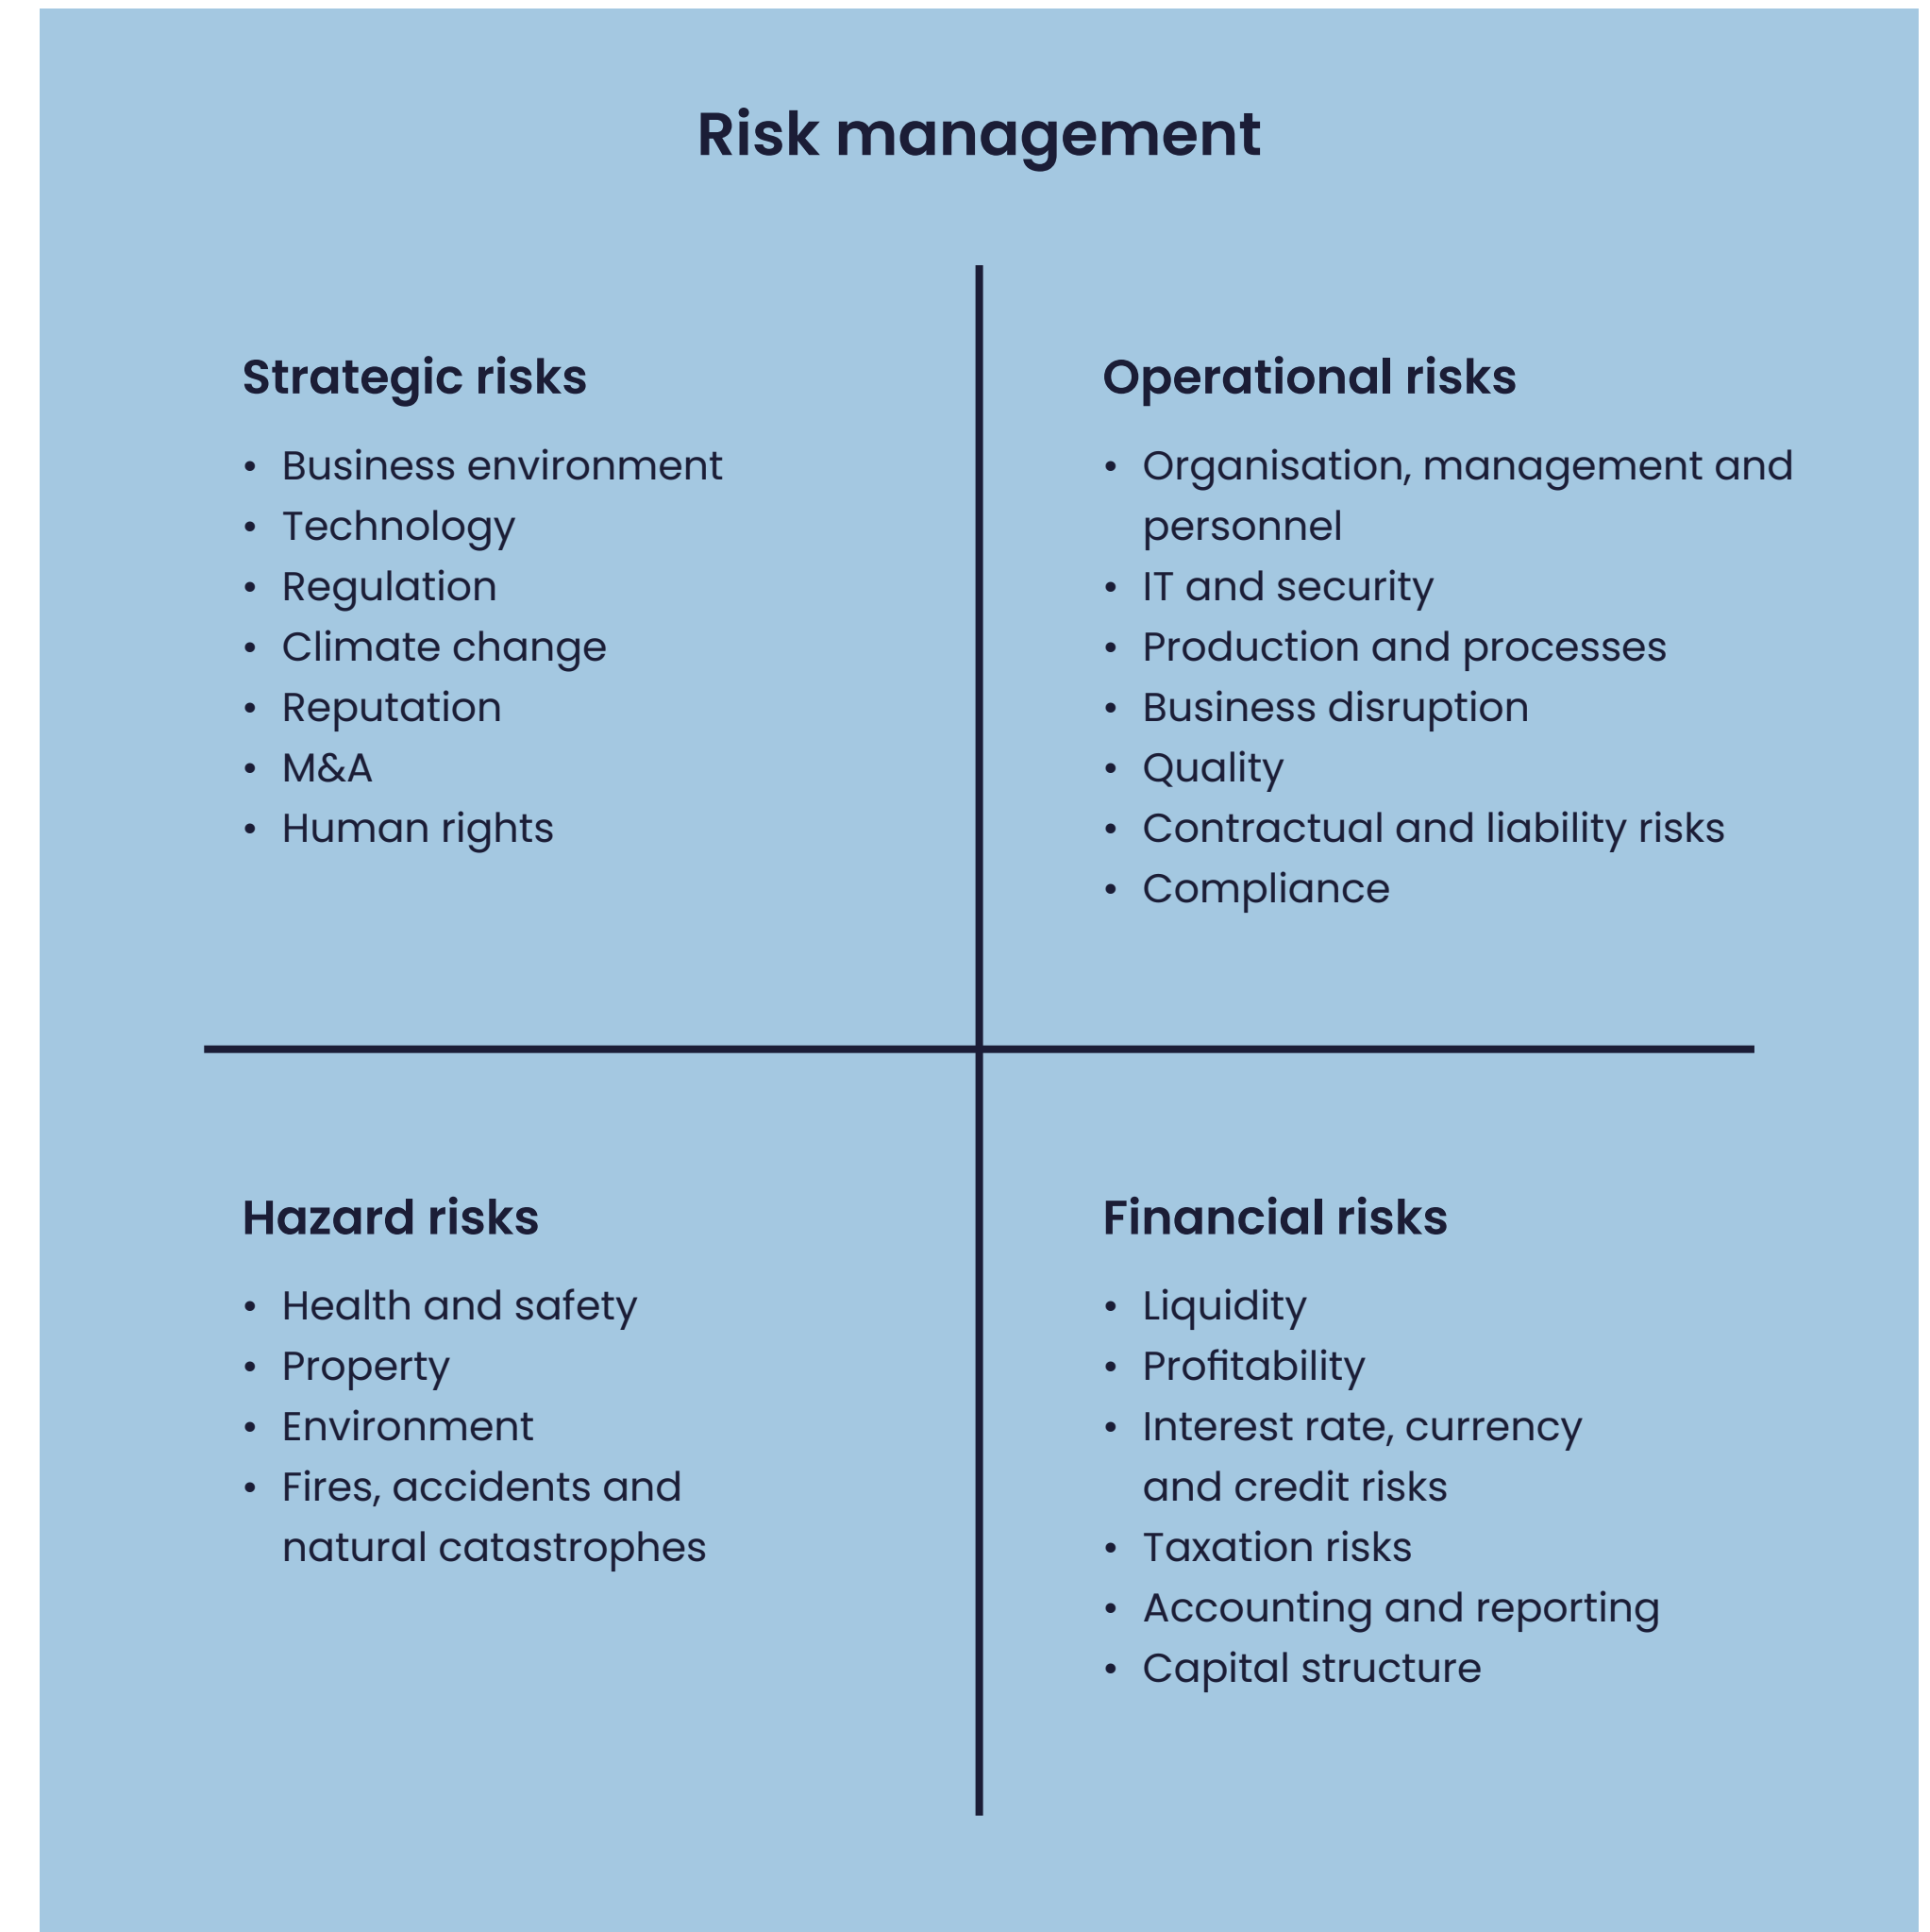 Risk management
Strategic risks
• Business environment
• Technology
• Regulation
• Climate change
• Reputation
• M&A
• Human rights
Operational risks
• Organisation, management and
personnel
• IT and security
• Production and processes
• Business disruption
• Quality
• Contractual and liability risks
• Compliance
Hazard risks
• Health and safety
• Property
• Environment
• Fires, accidents and
natural catastrophes
Financial risks
• Liquidity
• Profitability
• Interest rate, currency
and credit risks
• Taxation risks
• Accounting and reporting
• Capital structure